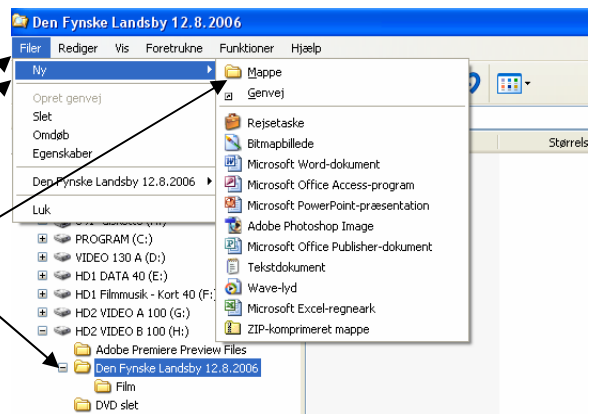 Den Fynske Landsby 12.8.2006
Filer Rediger Vis Foretrukne Funktioner Hjælp
Ny
Opret genvej
Slet
Omdøb
Egenskaber
Den Fynske Landsby 12.8.2006
Luk
Mappe
Genvej
Rejsetaske
Bitmapbillede
Microsoft Word-dokument
Microsoft Office Access-program
Microsoft PowerPoint-præsentation
Adobe Photoshop Image
Microsoft Office Publisher-dokument
Tekstdokument
Wave-lyd
Microsoft Excel-regneark
ZIP-komprimeret mappe
Størrels
PROGRAM (C:)
VIDEO 130 A (D:)
HD1 DATA 40 (E:)
HD1 Filmmusik - Kort 40 (F:)
HD2 VIDEO A 100 (G:)
HD2 VIDEO B 100 (H:)
Adobe Premiere Preview Files
Den Fynske Landsby 12.8.2006
Film
DVD slet